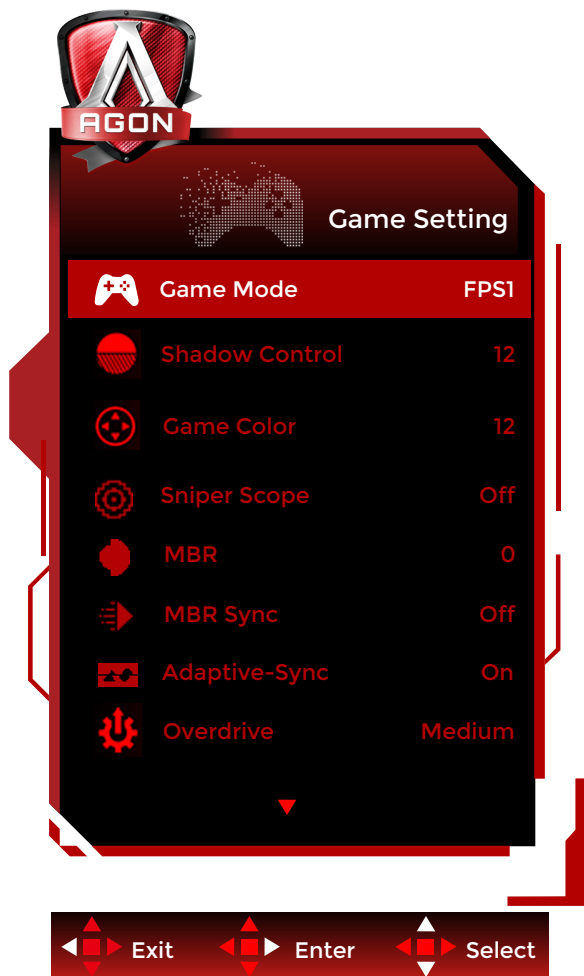 AGON
Game Setting
Game Mode FPS1
Shadow Control 12
Game Color 12
Sniper Scope Off
MBR 0
MBR Sync Off
Adaptive-Sync On
Overdrive Medium
Exit Enter Select